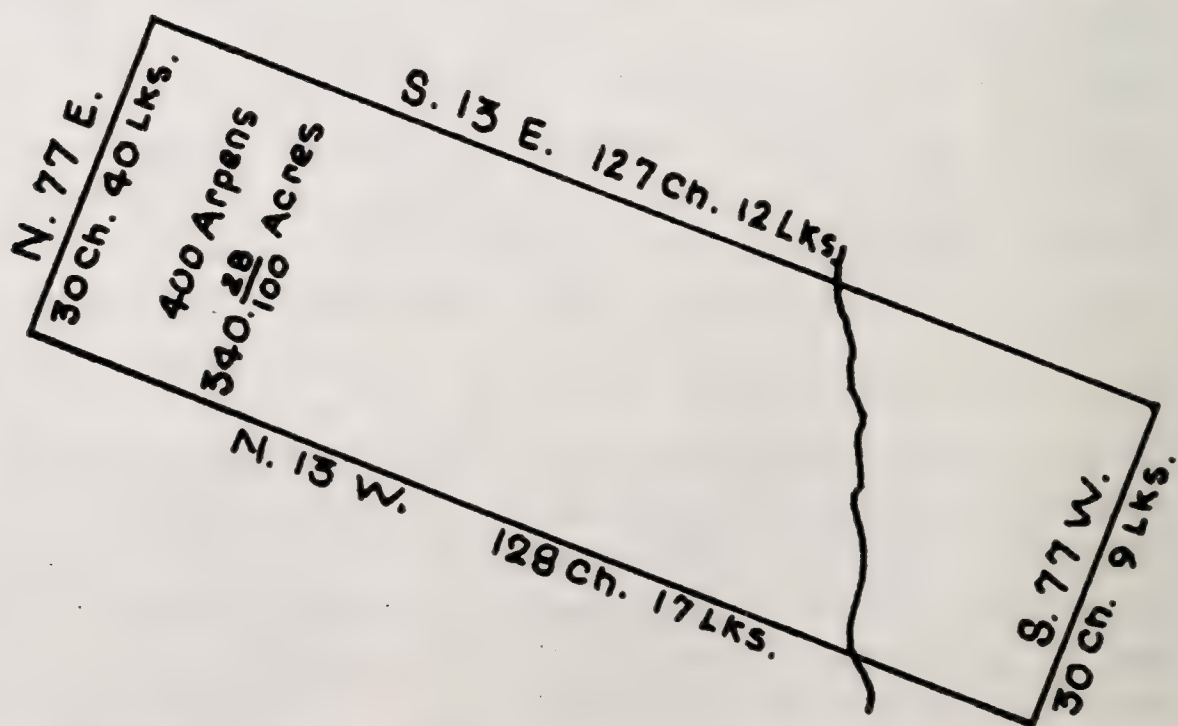 N. 77 E.
30 Ch. 40 Lks.
400 Arpens
340. 28/100 Acres
S. 13 E. 127 Ch. 12 Lks.
N. 13 W. 128 Ch. 17 Lks.
S. 77 W.
30 Ch. 9 Lks.